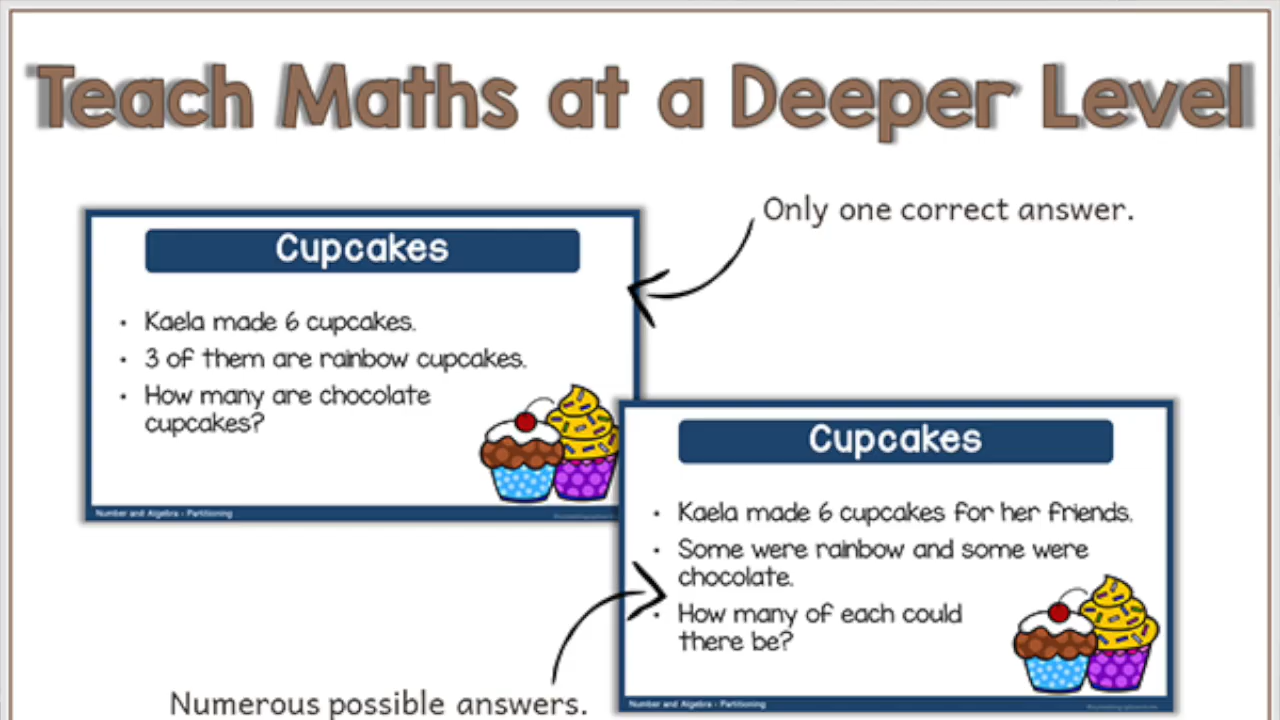 Teach Maths at a Deeper Level
Only one correct answer.
Cupcakes
• Kaela made 6 cupcakes.
• 3 of them are rainbow cupcakes.
• How many are chocolate
cupcakes?
Number and Algebra - Partitioning
Cupcakes
• Kaela made 6 cupcakes for her friends.
• Some were rainbow and some were
chocolate.
• How many of each could
there be?
Number and Algebra - Partitioning
Numerous possible answers.